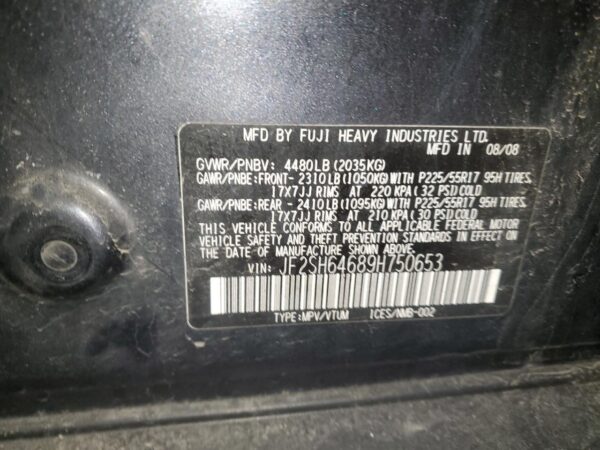 MFD BY FUJI HEAVY INDUSTRIES LTD.
MFD IN 08/08
GVWR/PNBV: 4480LB (2035KG)
GAWR/PNBE:FRONT- 2310LB(1050KG)WITH P225/55R17 95H TIRES,
17X7JJ RIMS AT 220 KPA(32 PSI)COLD
GAWR/PNBE:REAR - 2410LB(1095KG)WITH P225/55R17 95H TIRES,
17X7JJ RIMS AT 210 KPA(30 PSI)COLD
THIS VEHICLE CONFORMS TO ALL APPLICABLE FEDERAL MOTOR
VEHICLE SAFETY AND THEFT PREVENTION STANDARDS IN EFFECT ON
THE DATE OF MANUFACTURE SHOWN ABOVE.
VIN: JF2SH64689H750653
TYPE:MPV/VTUM ICES/NMB-002